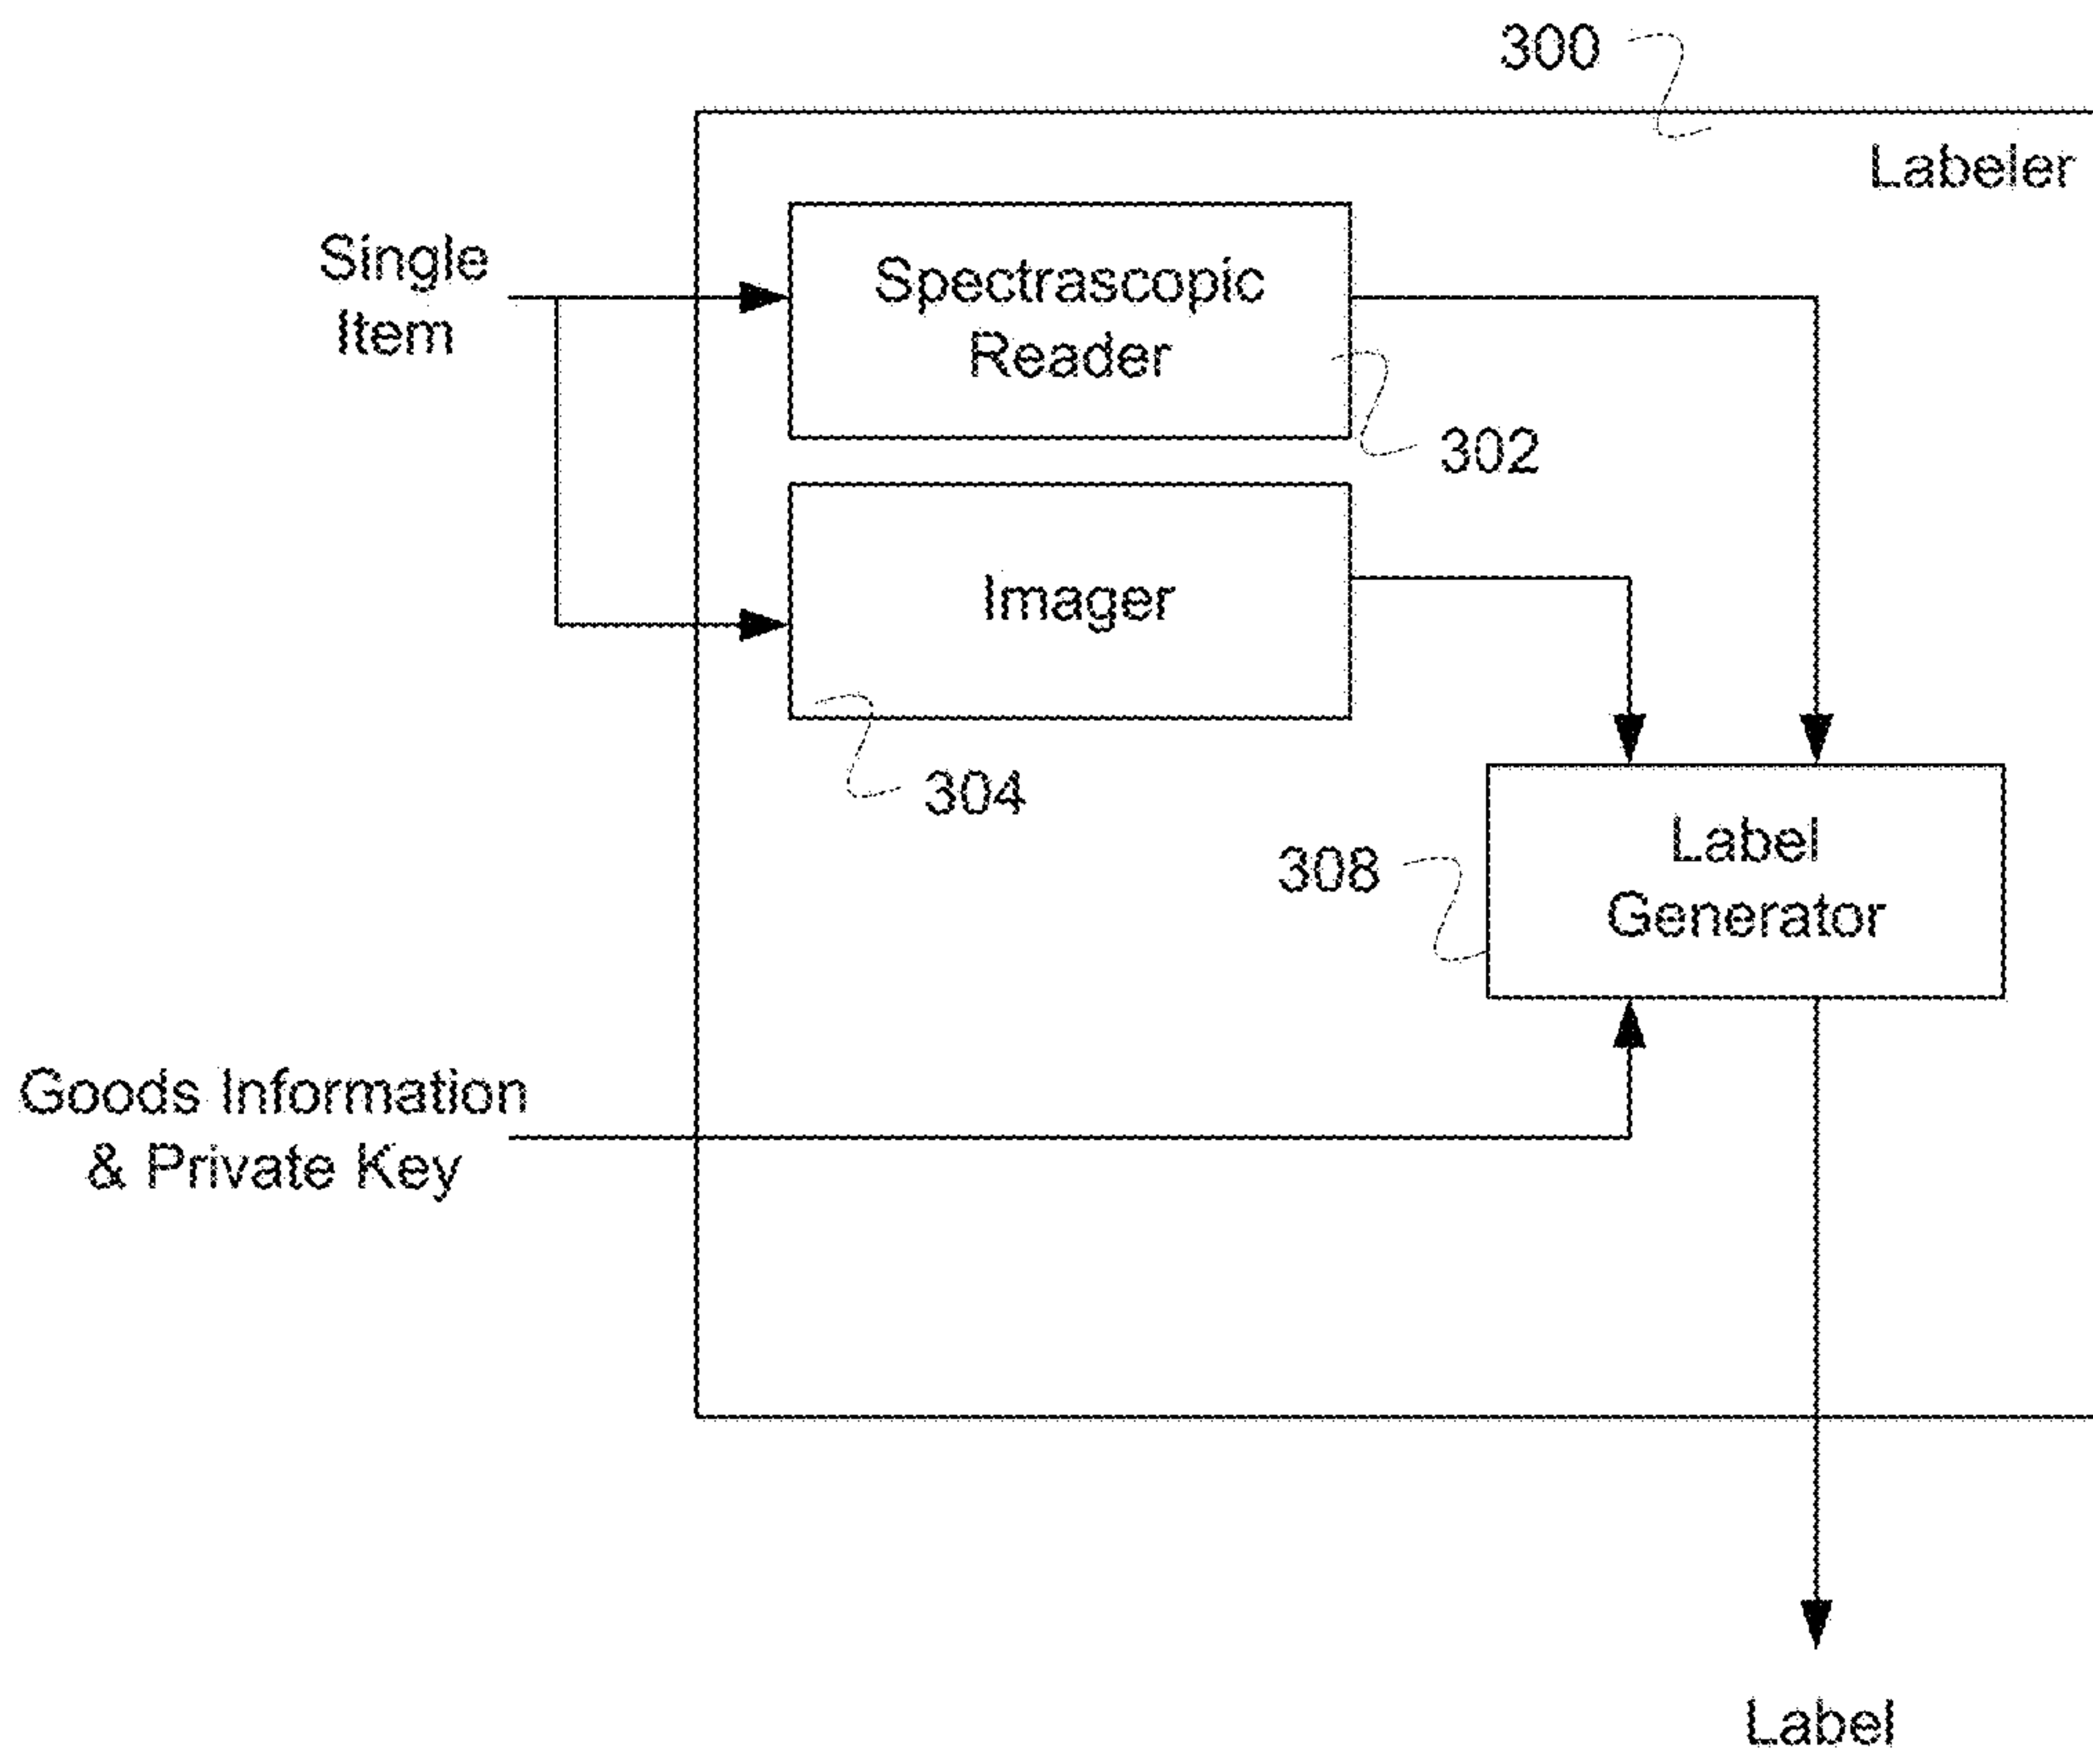 300
Labeler
Single
Item
Spectrascopic
Reader
302
Imager
304
308
Label
Generator
Goods Information
& Private Key
Label